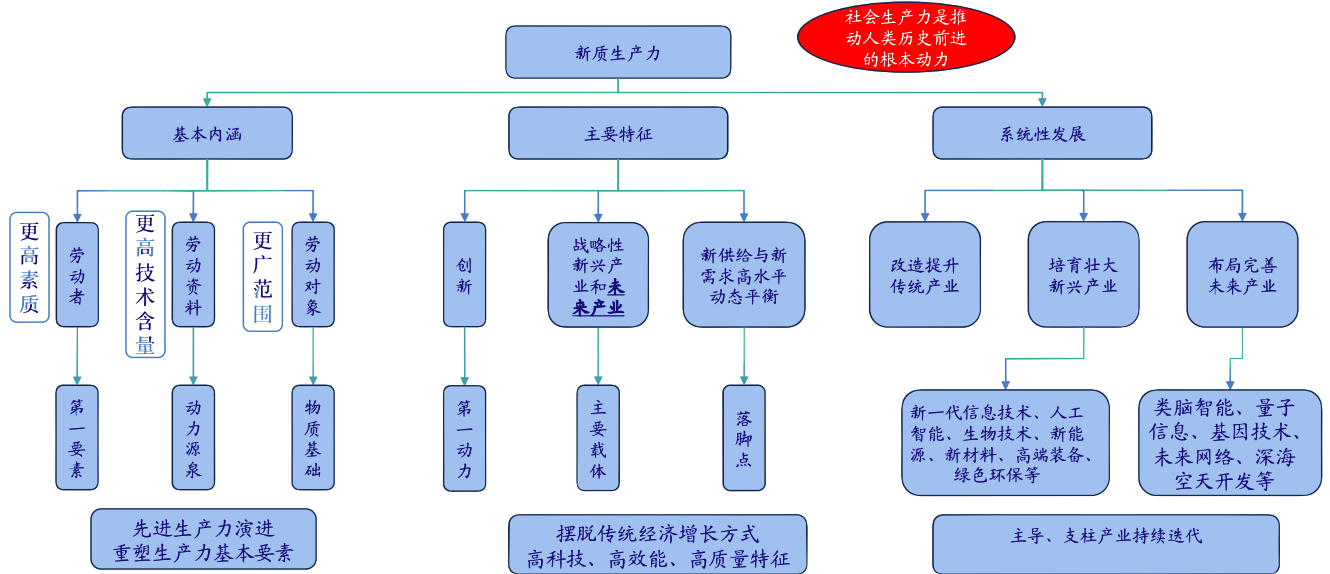 社会生产力是推
动人类历史前进
的根本动力
新质生产力
基本内涵
主要特征
系统性发展
更高素质
劳动者
更高技术含量
劳动资料
更广范围
劳动对象
创新
战略性
新兴产
业和未
来产业
新供给与新
需求高水平
动态平衡
改造提升
传统产业
培育壮大
新兴产业
布局完善
未来产业
第一要素
动力源泉
物质基础
第一动力
主要载体
落脚点
新一代信息技术、人工
智能、生物技术、新能
源、新材料、高端装备、
绿色环保等
类脑智能、量子
信息、基因技术、
未来网络、深海
空天开发等
先进生产力演进
重塑生产力基本要素
摆脱传统经济增长方式
高科技、高效能、高质量特征
主导、支柱产业持续迭代